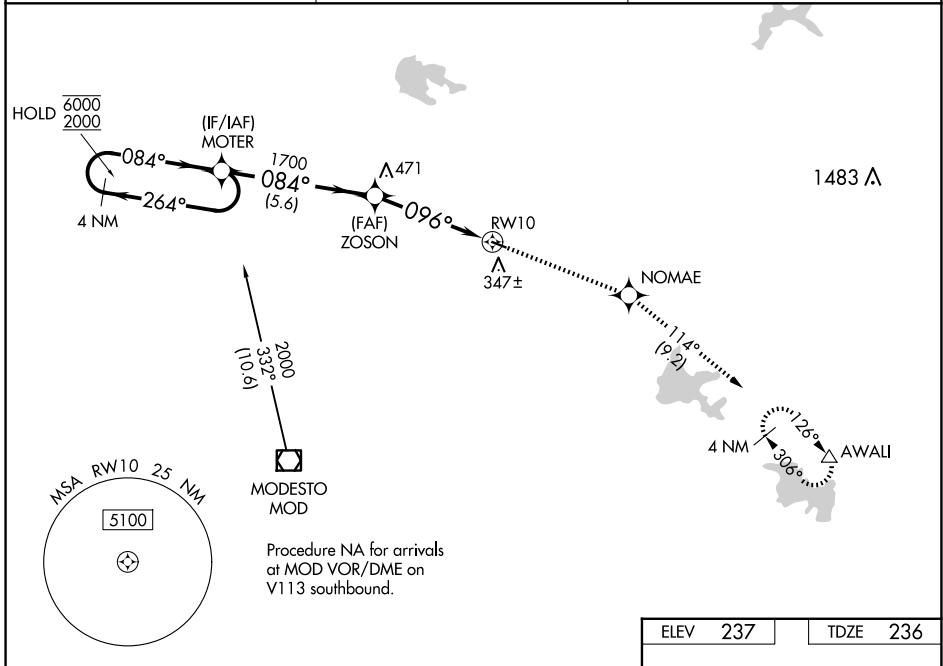 HOLD 6000
2000
(IF/IAF)
MOTER
084°
264°
4 NM
1700
084°
(5.6)
471
(FAF)
ZOSON
096°
RW10
347±
1483
NOMAE
114°
(9.2)
2000
332°
(10.6)
MODESTO
MOD
4 NM
126°
306°
AWALI
MSA RW10 25 NM
5100
Procedure NA for arrivals
at MOD VOR/DME on
V113 southbound.
ELEV 237
TDZE 236